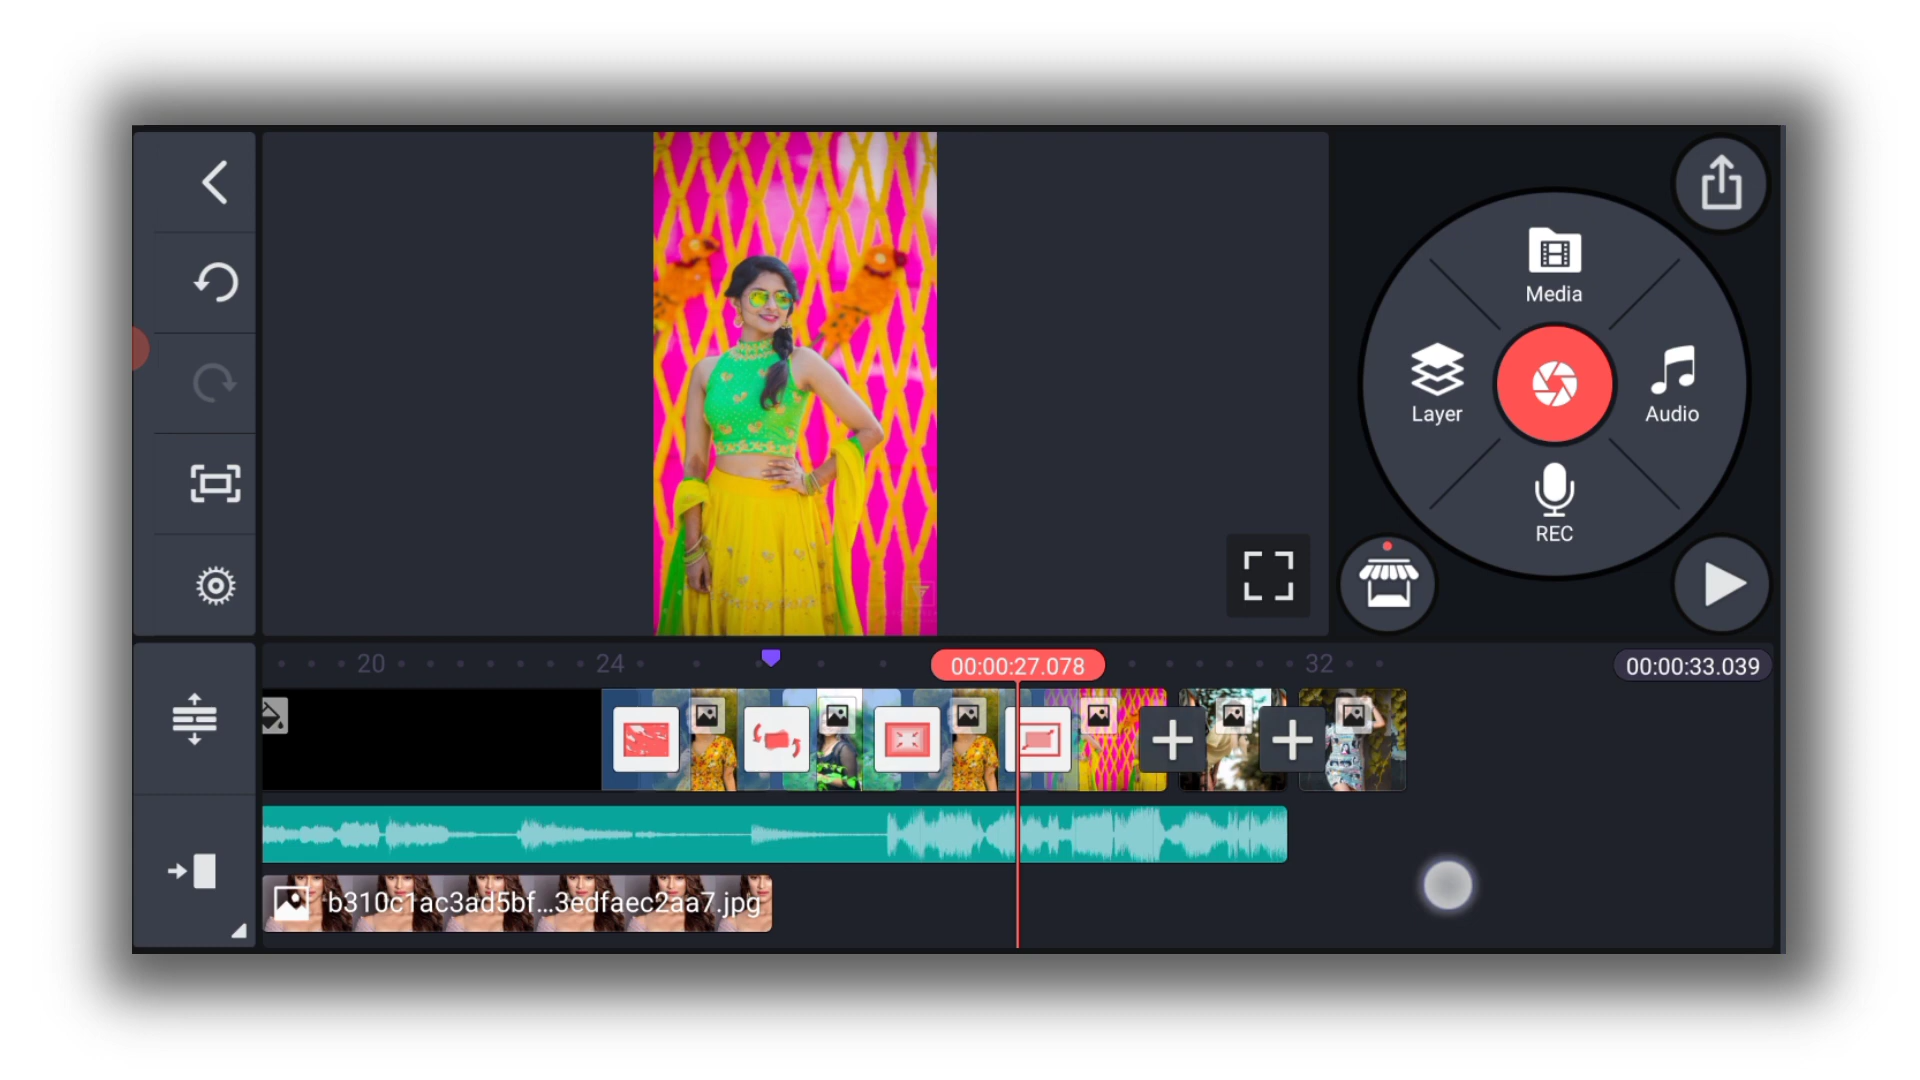 Media
Layer
Audio
REC
20
24
00:00:27.078
32
00:00:33.039
b310c1ac3ad5bf...3edfaec2aa7.jpg